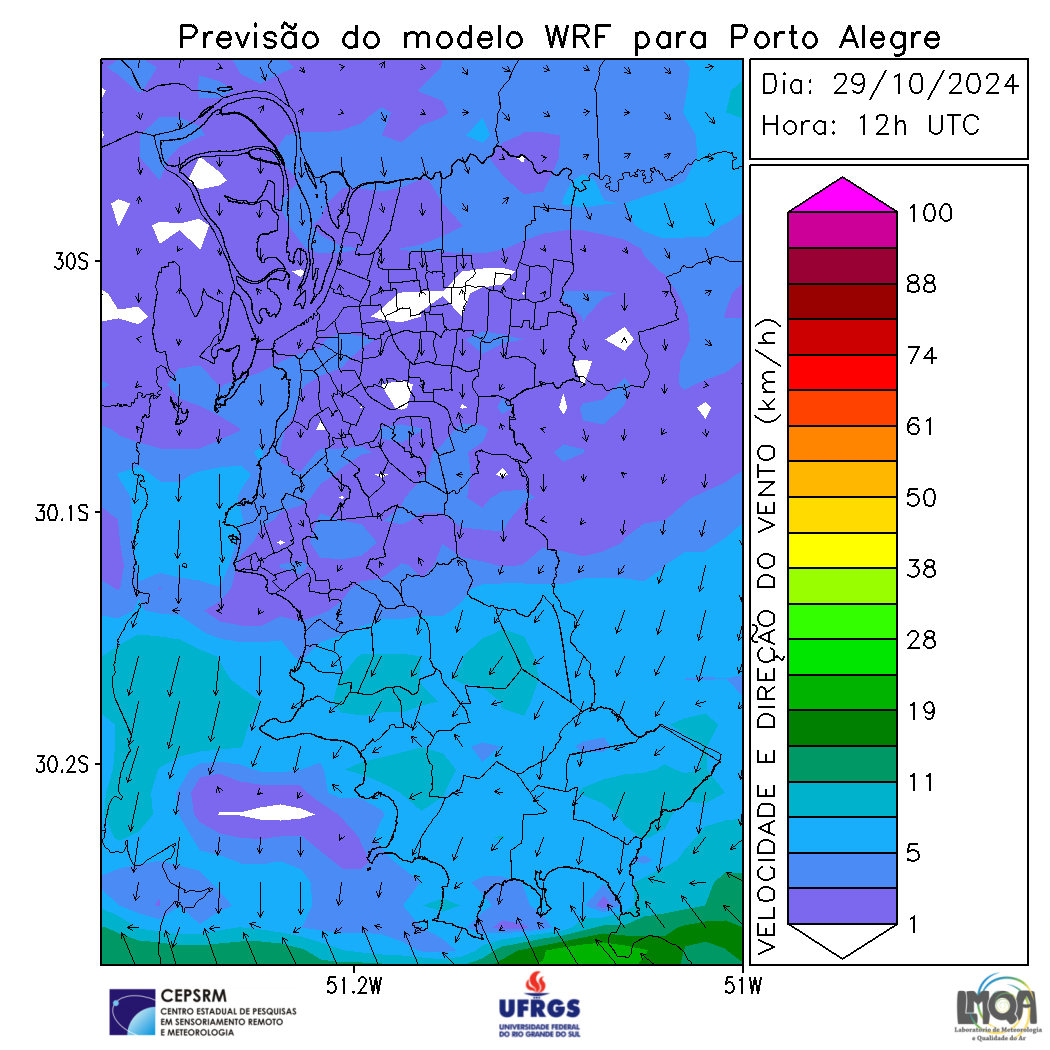 Previsão do modelo WRF para Porto Alegre
Dia: 29/10/2024
Hora: 12h UTC
30S
30.1S
30.2S
51.2W
51W
VELOCIDADE E DIREÇÃO DO VENTO (km/h)
100
88
74
61
50
38
28
19
11
5
1
CEPSRM
CENTRO ESTADUAL DE PESQUISAS
EM SENSORIAMENTO REMOTO
E METEOROLOGIA
UFRGS
UNIVERSIDADE FEDERAL
DO RIO GRANDE DO SUL
LMQA
Laboratório de Meteorologia
e Qualidade do Ar